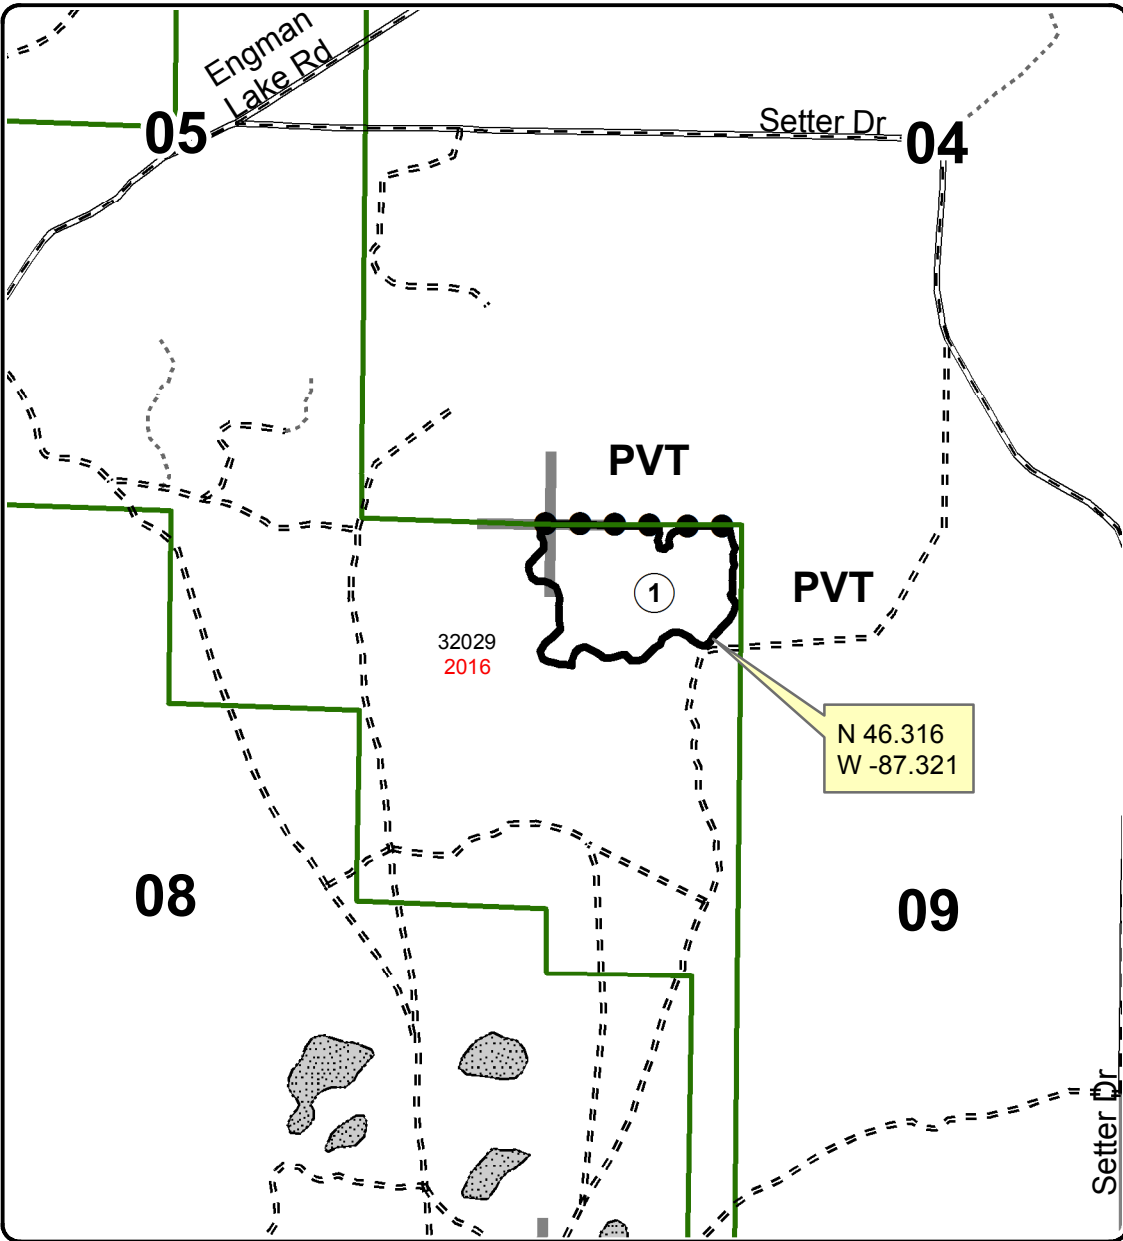 Engman
Lake Rd
05
Setter Dr
04
PVT
1
PVT
32029
2016
N 46.316
W -87.321
08
09
Setter Dr